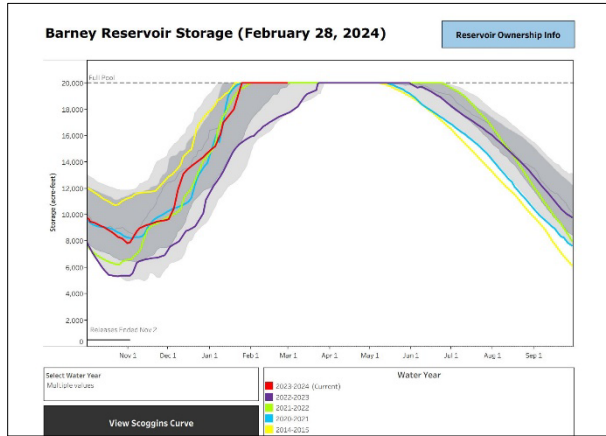 Barney Reservoir Storage (February 28, 2024)
Reservoir Ownership Info
Full Pool
20,000
18,000
16,000
14,000
12,000
10,000
8,000
6,000
4,000
2,000
0
Storage (acre-feet)
Releases Ended Nov 2
Nov 1 Dec 1 Jan 1 Feb 1 Mar 1 Apr 1 May 1 Jun 1 Jul 1 Aug 1 Sep 1
Select Water Year
Multiple values
View Scoggins Curve
Water Year
2023-2024 (Current)
2022-2023
2021-2022
2020-2021
2014-2015